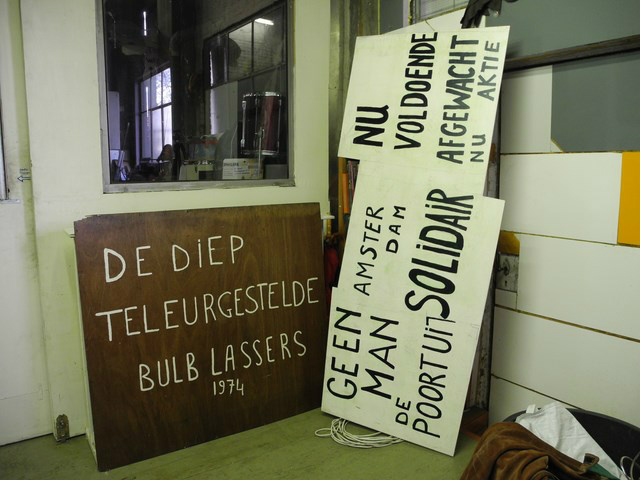 DE DIEP
TELEURGESTELDE
BULB LASSERS
1974
NU
VOLDOENDE
AFGEWACHT
NU AKTIE
AMSTER
DAM
SOLIDAIR
GEEN
MAN
DE
POORT UIT